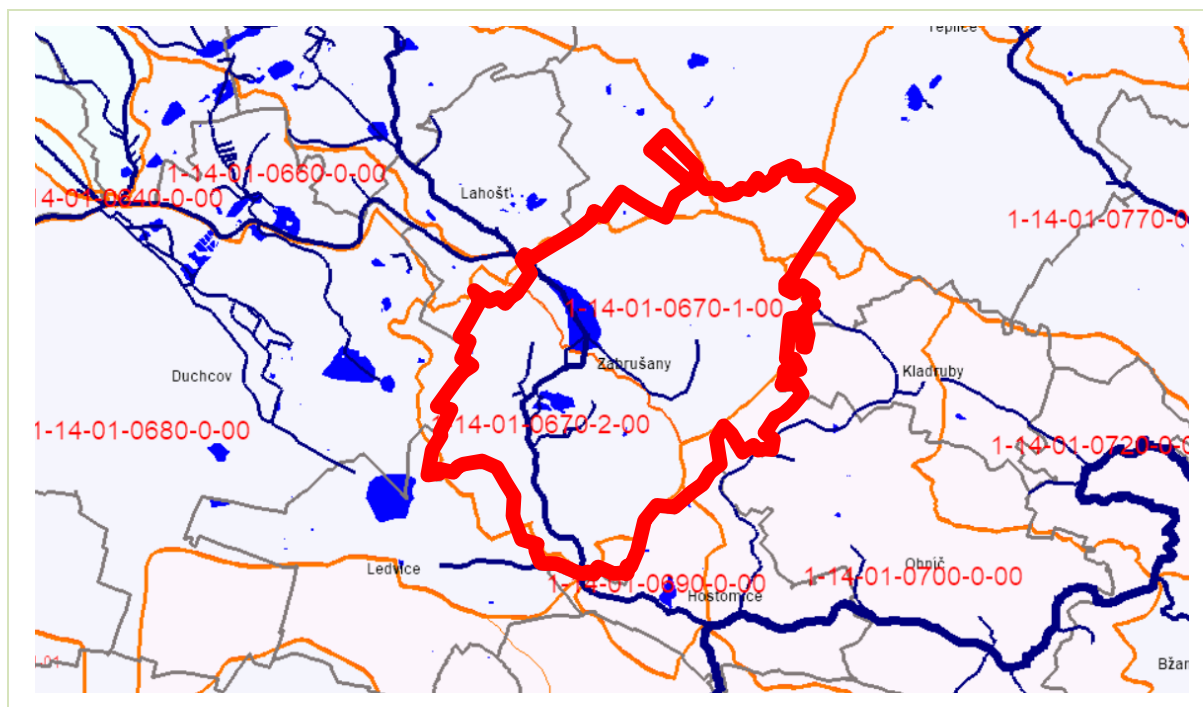 Teplice
1-14-01-0660-0-00
14-01-0640-0-00
Lahošť
1-14-01-0770-0
1-14-01-0670-1-00
Zabrušany
Kladruby
Duchcov
1-14-01-0670-2-00
1-14-01-0680-0-00
1-14-01-0720-0-0
Ledvice
Ohníč
1-14-01-0690-0-00
1-14-01-0700-0-00
Hostomice
-01
Bžan